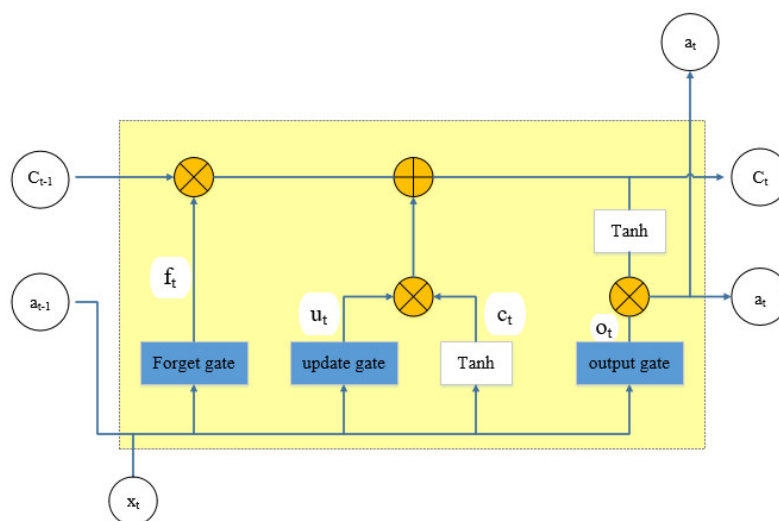 aₜ
Cₜ₋₁
Cₜ
Tanh
fₜ
aₜ₋₁
uₜ
cₜ
oₜ
aₜ
Forget gate
update gate
Tanh
output gate
xₜ